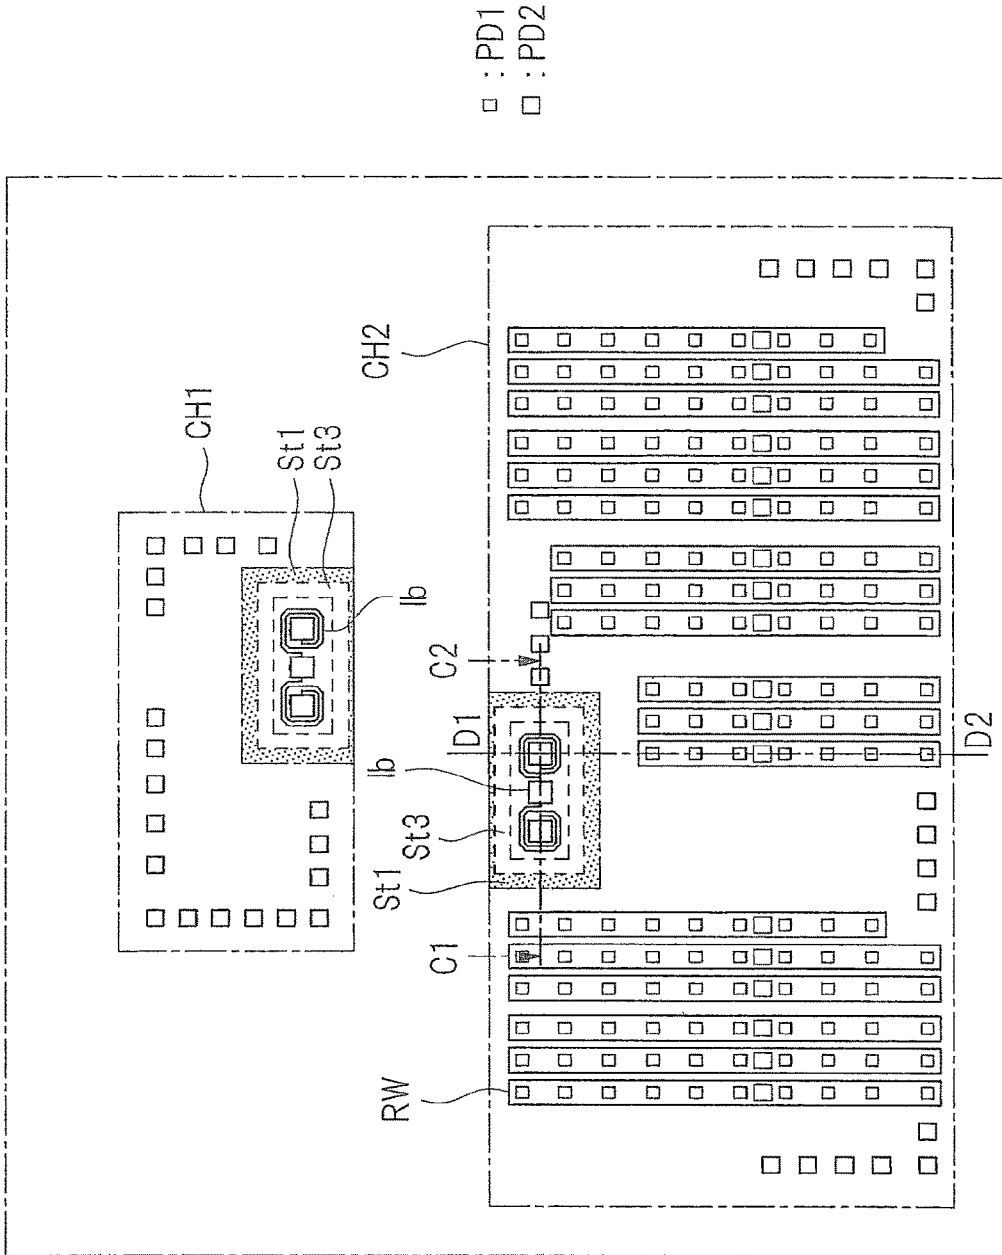 □ : PD1
□ : PD2
CH1
St1
St3
Ib
CH2
C2
D1
Ib
St3
St1
C1
D2
RW